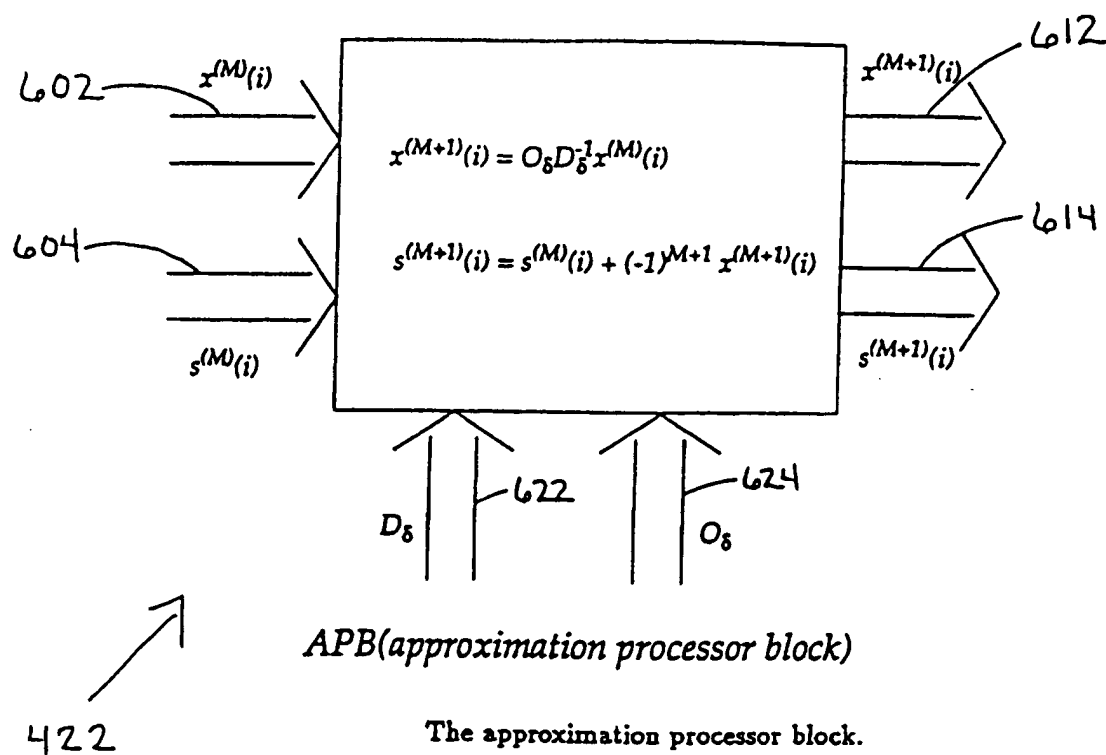 612
x^(M)(i)
x^(M+1)(i)
602
x^(M+1)(i) = O_δ D_δ^-1 x^(M)(i)
614
604
s^(M+1)(i) = s^(M)(i) + (-1)^M+1 x^(M+1)(i)
s^(M)(i)
s^(M+1)(i)
622
624
D_δ
O_δ
APB(approximation processor block)
422
The approximation processor block.